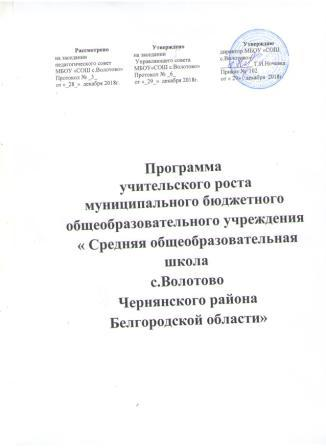 Рассмотрено
на заседании
педагогического совет
МБОУ «СОШ с.Волотово»
Протокол № _3_
от «_28_» декабря 2018г.
Утверждено
на заседании
Управляющего совета
МБОУ«СОШ с.Волотово»
Протокол № _6_
от «_29_» декабря 2018г.
Утверждаю
директор МБОУ «СОШ
с.Волотово»
Приказ № 102
от « 29» декабря 2018г
Программа
учительского роста
муниципального бюджетного
общеобразовательного учреждения
« Средняя общеобразовательная
школа
с.Волотово
Чернянского района
Белгородской области»